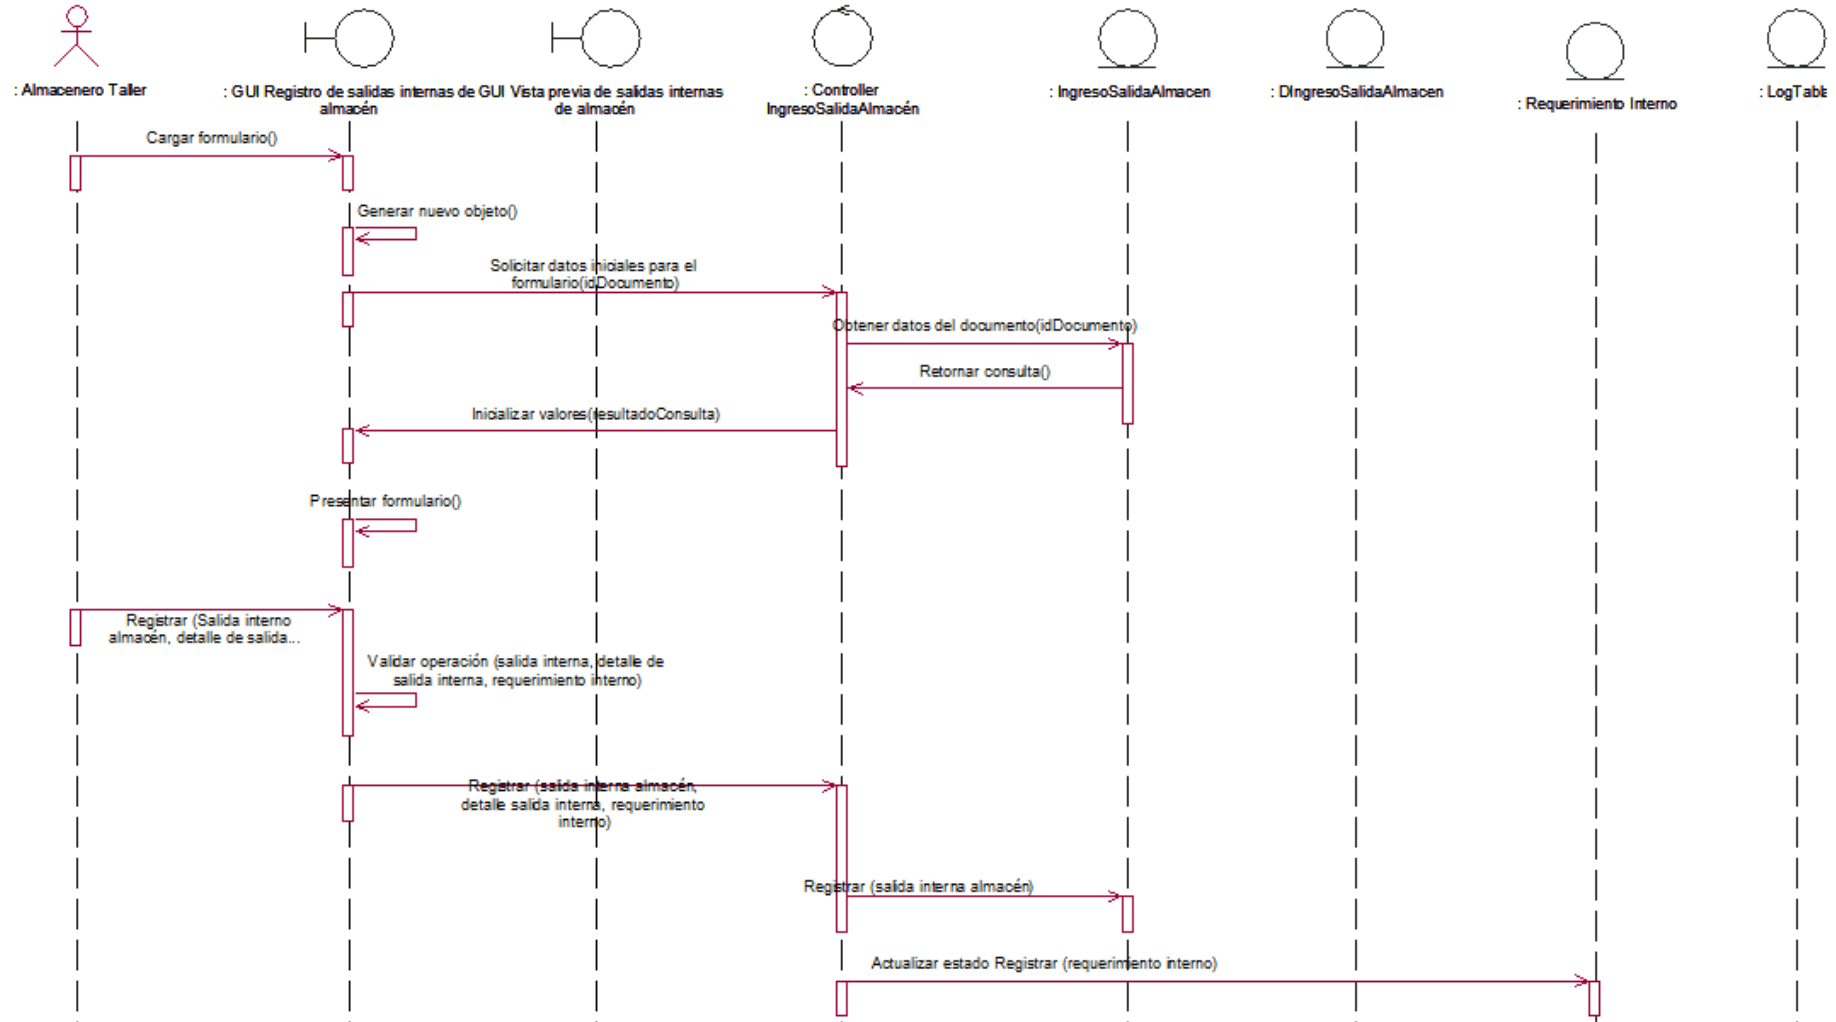 : Almacenero Taller
: GUI Registro de salidas internas de
almacén
GUI Vista previa de salidas internas
de almacén
: Controller
IngresoSalidaAlmacén
: IngresoSalidaAlmacen
: DIngresoSalidaAlmacen
: Requerimiento Interno
: LogTable
Cargar formulario()
Generar nuevo objeto()
Solicitar datos iniciales para el
formulario(idDocumento)
Obtener datos del documento(idDocumento)
Retornar consulta()
Inicializar valores(resultadoConsulta)
Presentar formulario()
Registrar (Salida interno
almacén, detalle de salida...
Validar operación (salida interna, detalle de
salida interna, requerimiento interno)
Registrar (salida interna almacén,
detalle salida interna, requerimiento
interno)
Registrar (salida interna almacén)
Actualizar estado Registrar (requerimiento interno)